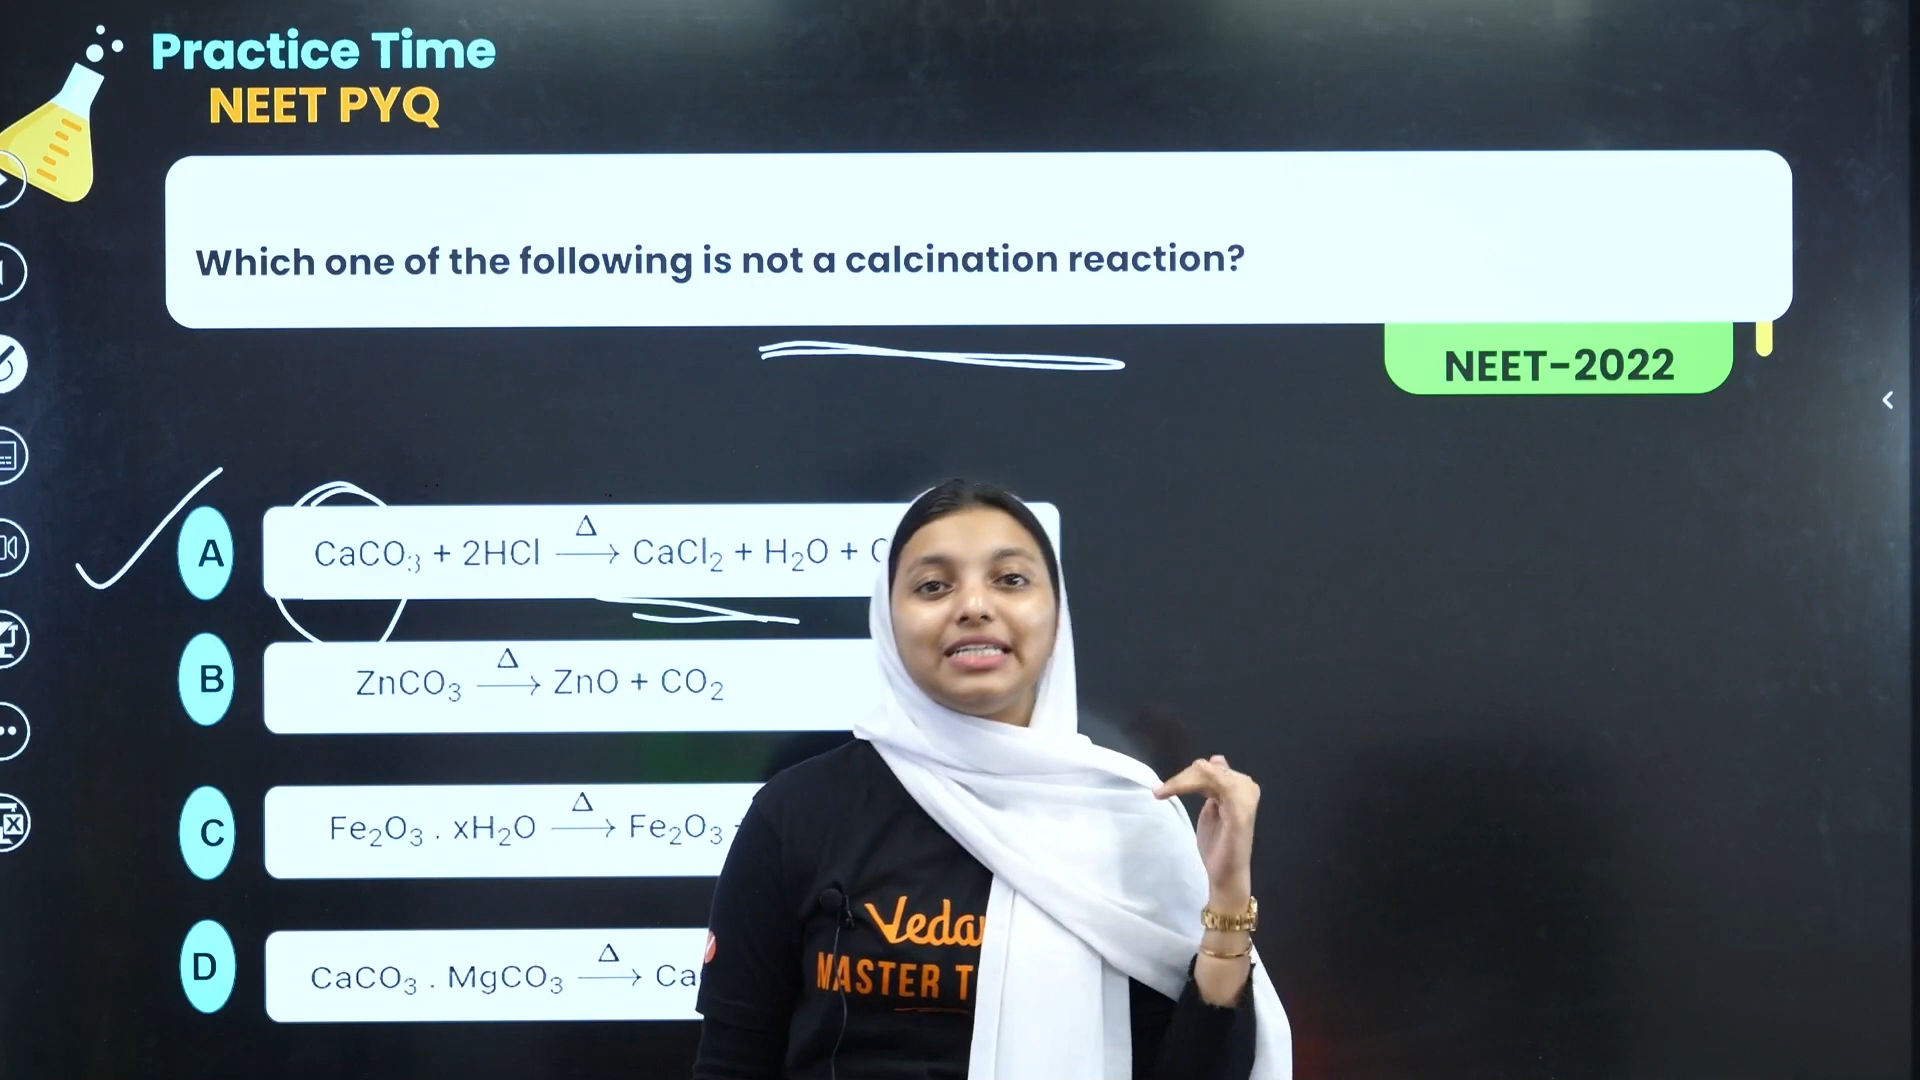 Practice Time
NEET PYQ
Which one of the following is not a calcination reaction?
NEET-2022
A
CaCO₃ + 2HCl —Δ→ CaCl₂ + H₂O +
B
ZnCO₃ —Δ→ ZnO + CO₂
C
Fe₂O₃ . xH₂O —Δ→ Fe₂O₃
D
CaCO₃ . MgCO₃ —Δ→ Ca
MASTER T